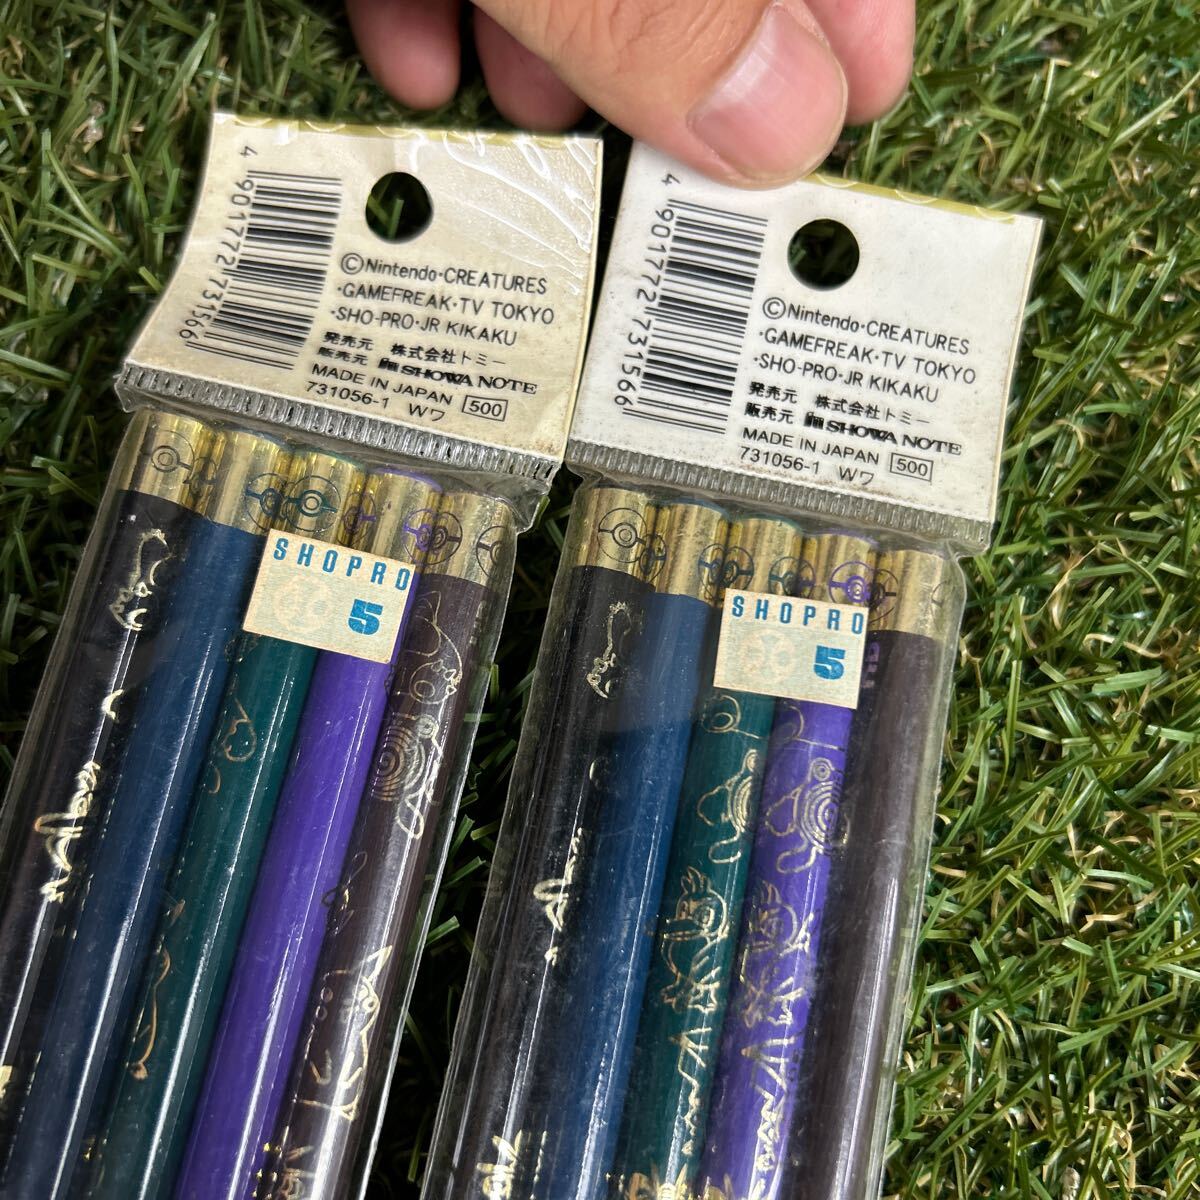 4 901772 731566
©Nintendo·CREATURES
·GAMEFREAK·TV TOKYO
·SHO-PRO·JR KIKAKU
発売元 株式会社トミー
販売元 SHOWA NOTE
MADE IN JAPAN 500
731056-1 Wワ
SHOPRO
5
4 901772 731566
©Nintendo·CREATURES
·GAMEFREAK·TV TOKYO
·SHO-PRO·JR KIKAKU
発売元 株式会社トミー
販売元 SHOWA NOTE
MADE IN JAPAN 500
731056-1 Wワ
SHOPRO
5